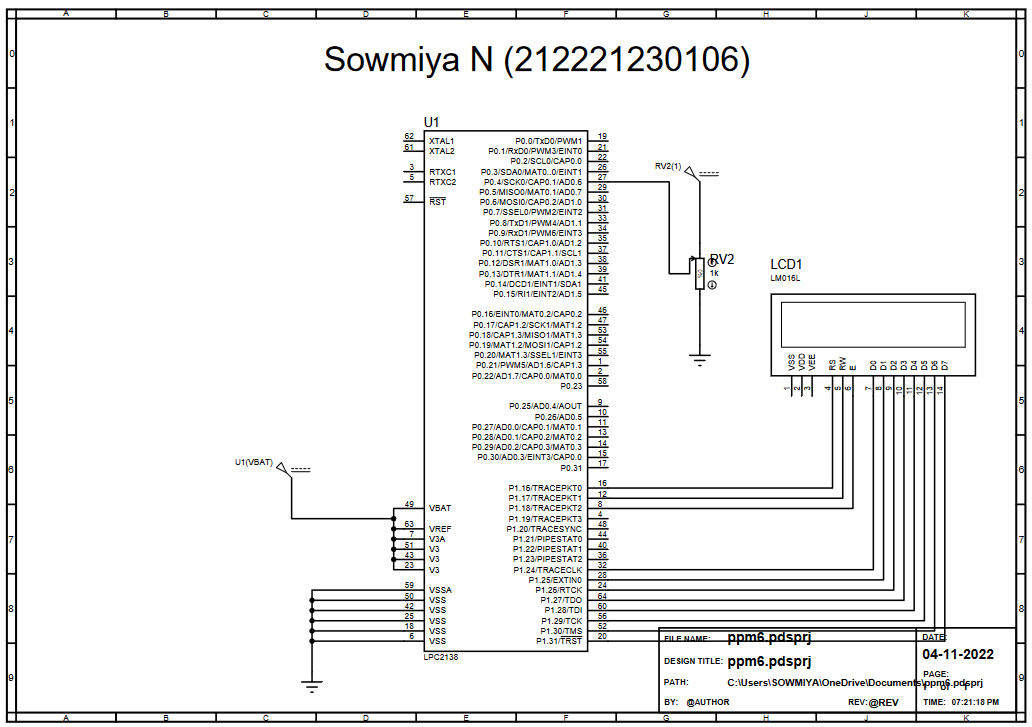 A B C D E F G H J K
0 0
Sowmiya N (212221230106)
1 1
U1
62 XTAL1 P0.0/TxD0/PWM1 19
61 XTAL2 P0.1/RxD0/PWM3/EINT0 21
P0.2/SCL0/CAP0.0 22
3 RTXC1 P0.3/SDA0/MAT0..0/EINT1 26
5 RTXC2 P0.4/SCK0/CAP0.1/AD0.6 27
P0.5/MISO0/MAT0.1/AD0.7 29
57 RST P0.6/MOSI0/CAP0.2/AD1.0 30
P0.7/SSEL0/PWM2/EINT2 31
P0.8/TxD1/PWM4/AD1.1 33
P0.9/RxD1/PWM6/EINT3 34
P0.10/RTS1/CAP1.0/AD1.2 35
P0.11/CTS1/CAP1.1/SCL1 37
P0.12/DSR1/MAT1.0/AD1.3 38
P0.13/DTR1/MAT1.1/AD1.4 39
P0.14/DCD1/EINT1/SDA1 41
P0.15/RI1/EINT2/AD1.5 45
P0.16/EINT0/MAT0.2/CAP0.2 46
P0.17/CAP1.2/SCK1/MAT1.2 47
P0.18/CAP1.3/MISO1/MAT1.3 53
P0.19/MAT1.2/MOSI1/CAP1.2 54
P0.20/MAT1.3/SSEL1/EINT3 55
P0.21/PWM5/AD1.6/CAP1.3 1
P0.22/AD1.7/CAP0.0/MAT0.0 2
P0.23 58
P0.25/AD0.4/AOUT 9
P0.26/AD0.5 10
P0.27/AD0.0/CAP0.1/MAT0.1 11
P0.28/AD0.1/CAP0.2/MAT0.2 13
P0.29/AD0.2/CAP0.3/MAT0.3 14
P0.30/AD0.3/EINT3/CAP0.0 15
P0.31 17
P1.16/TRACEPKT0 16
P1.17/TRACEPKT1 12
49 VBAT P1.18/TRACEPKT2 8
P1.19/TRACEPKT3 4
63 VREF P1.20/TRACESYNC 48
7 V3A P1.21/PIPESTAT0 44
51 V3 P1.22/PIPESTAT1 40
43 V3 P1.23/PIPESTAT2 36
23 V3 P1.24/TRACECLK 32
P1.25/EXTIN0 28
59 VSSA P1.26/RTCK 24
50 VSS P1.27/TDO 64
42 VSS P1.28/TDI 60
25 VSS P1.29/TCK 56
18 VSS P1.30/TMS 52
6 VSS P1.31/TRST 20
LPC2138
RV2(1)
RV2
1k
LCD1
LM016L
VSS VDD VEE RS RW E D0 D1 D2 D3 D4 D5 D6 D7
1 2 3 4 5 6 7 8 9 10 11 12 13 14
U1(VBAT)
2 2
3 3
4 4
5 5
6 6
7 7
8 8
9 9
FILE NAME: ppm6.pdsprj
DATE:
04-11-2022
DESIGN TITLE: ppm6.pdsprj
PAGE:
PATH: C:\Users\SOWMIYA\OneDrive\Documents\ppm6.pdsprj
BY: @AUTHOR REV: @REV TIME: 07:21:18 PM
A B C D E F G H J K